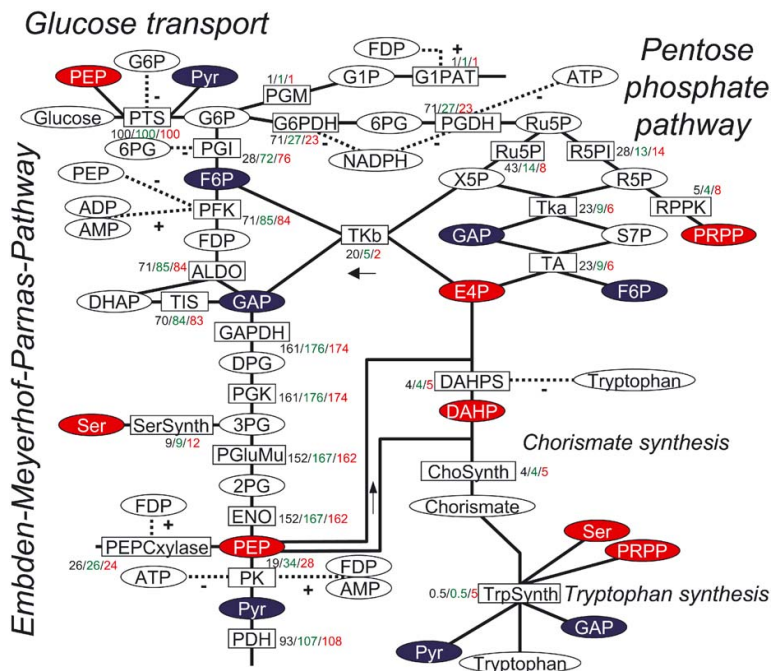 Glucose transport
G6P
FDP
+
PEP
Pyr
1/1/1
1/1/1
G1P
G1PAT
ATP
Pentose
phosphate
pathway
-
PGM
71/27/23
-
Glucose
PTS
G6P
G6PDH
6PG
PGDH
Ru5P
100/100/100
71/27/23
6PG
-
PGI
-
-
Ru5P
R5PI
28/13/14
28/72/76
NADPH
43/14/8
PEP
-
F6P
X5P
R5P
5/4/8
ADP
PFK
Tka
23/9/6
RPPK
AMP
+
71/85/84
TKb
GAP
S7P
PRPP
FDP
20/5/2
71/85/84
ALDO
TA
23/9/6
DHAP
TIS
GAP
E4P
F6P
70/84/83
GAPDH
161/176/174
DPG
4/4/5
DAHPS
-
Tryptophan
PGK
161/176/174
DAHP
Ser
SerSynth
3PG
9/9/12
Chorismate synthesis
PGluMu
152/167/162
ChoSynth
4/4/5
2PG
FDP
Chorismate
+
ENO
152/167/162
Ser
PEPCxylase
PEP
PRPP
26/26/24
19/34/28
FDP
ATP
-
PK
+
AMP
0.5/0.5/5
TrpSynth
Tryptophan synthesis
Pyr
GAP
PDH
93/107/108
Pyr
Tryptophan
Embden-Meyerhof-Parnas-Pathway